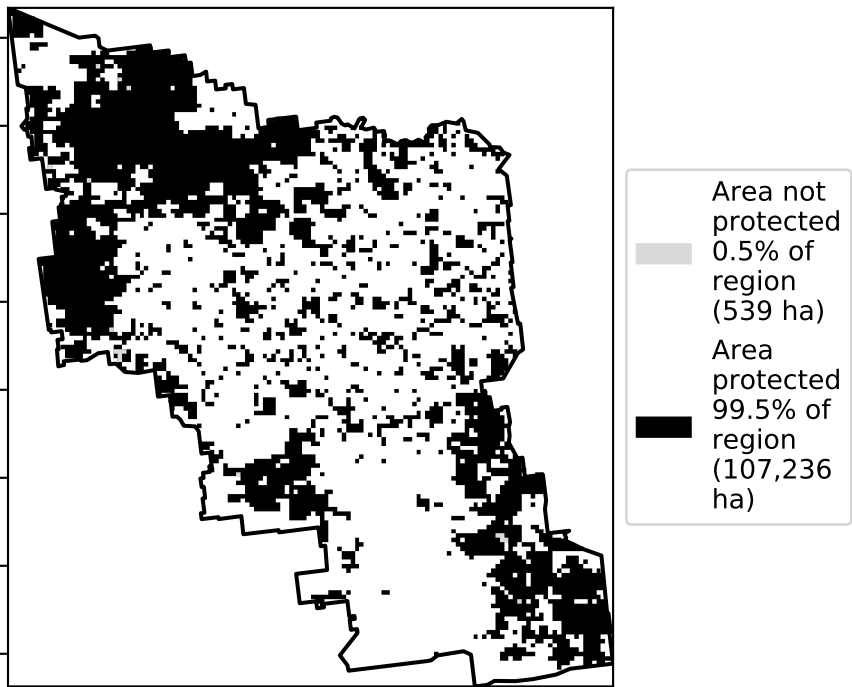 Area not
protected
0.5% of
region
(539 ha)
Area
protected
99.5% of
region
(107,236
ha)